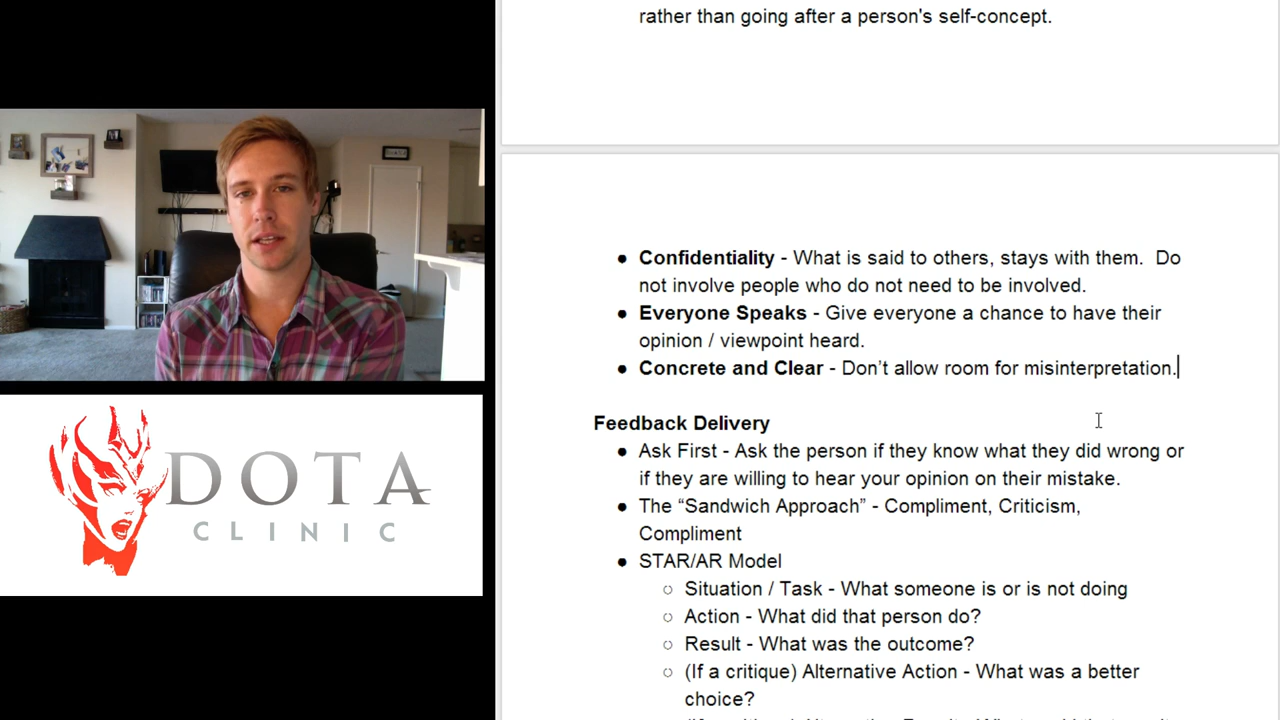 rather than going after a person's self-concept.
● Confidentiality - What is said to others, stays with them.  Do
not involve people who do not need to be involved.
● Everyone Speaks - Give everyone a chance to have their
opinion / viewpoint heard.
● Concrete and Clear - Don’t allow room for misinterpretation.
Feedback Delivery
● Ask First - Ask the person if they know what they did wrong or
if they are willing to hear your opinion on their mistake.
● The “Sandwich Approach” - Compliment, Criticism,
Compliment
● STAR/AR Model
○ Situation / Task - What someone is or is not doing
○ Action - What did that person do?
○ Result - What was the outcome?
○ (If a critique) Alternative Action - What was a better
choice?
DOTA
CLINIC